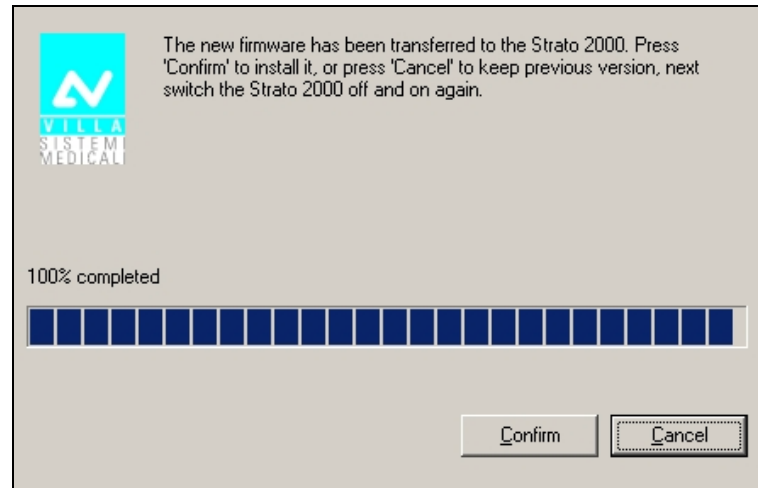 The new firmware has been transferred to the Strato 2000. Press
'Confirm' to install it, or press 'Cancel' to keep previous version, next
switch the Strato 2000 off and on again.
VILLA
SISTEMI
MEDICALI
100% completed
Confirm
Cancel